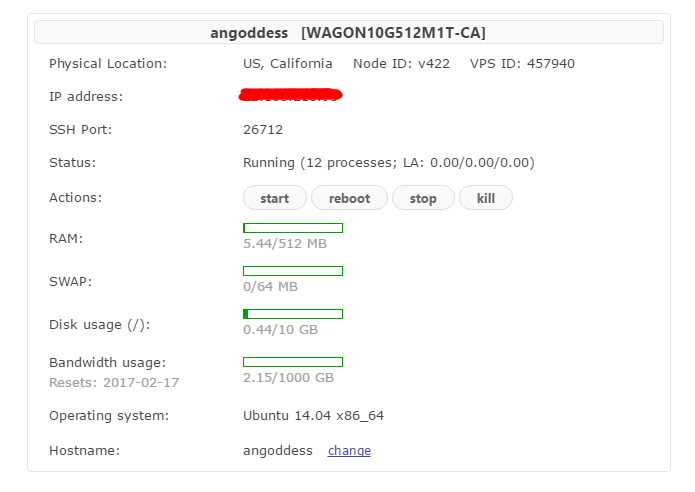 angoddess [WAGON10G512M1T-CA]
Physical Location: US, California Node ID: v422 VPS ID: 457940
IP address:
SSH Port: 26712
Status: Running (12 processes; LA: 0.00/0.00/0.00)
Actions: start reboot stop kill
RAM:
5.44/512 MB
SWAP:
0/64 MB
Disk usage (/):
0.44/10 GB
Bandwidth usage:
Resets: 2017-02-17 2.15/1000 GB
Operating system: Ubuntu 14.04 x86_64
Hostname: angoddess change